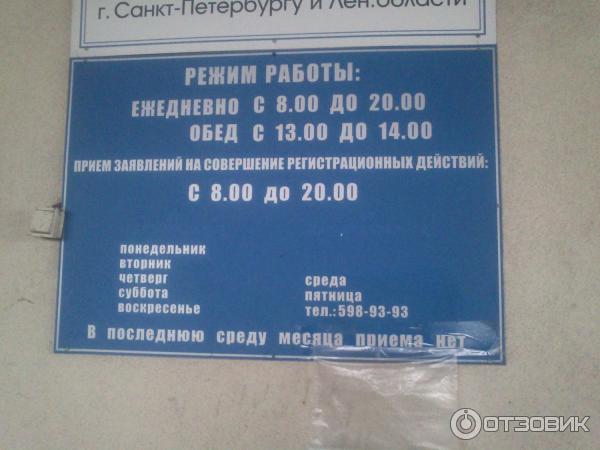 г. Санкт-Петербургу и Лен.области
РЕЖИМ РАБОТЫ:
ЕЖЕДНЕВНО С 8.00 ДО 20.00
ОБЕД С 13.00 ДО 14.00
ПРИЕМ ЗАЯВЛЕНИЙ НА СОВЕРШЕНИЕ РЕГИСТРАЦИОННЫХ ДЕЙСТВИЙ:
С 8.00 до 20.00
понедельник
вторник
четверг
суббота
воскресенье
среда
пятница
тел.:598-93-93
В последнюю среду месяца приема нет
ОТЗОВИК